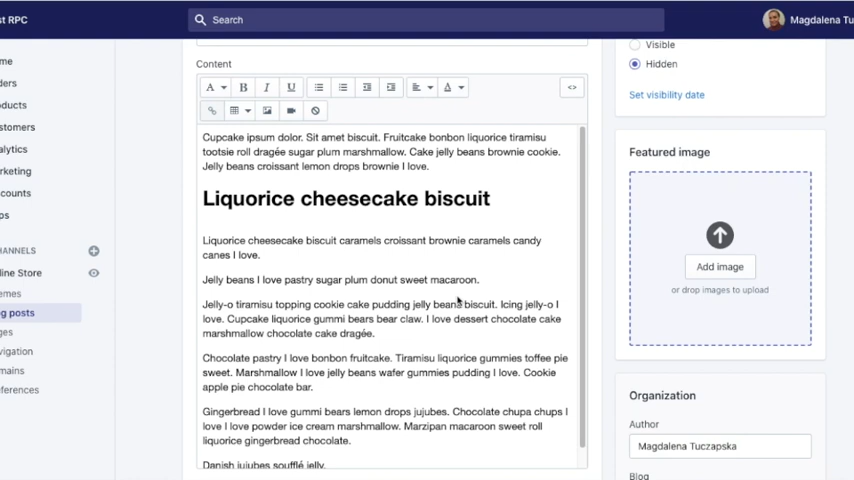 st RPC
Search
Magdalena Tu
me
ders
oducts
ustomers
alytics
rketing
counts
ps
HANNELS
line Store
emes
og posts
ges
vigation
mains
eferences
Content
A B I U A <>
Cupcake ipsum dolor. Sit amet biscuit. Fruitcake bonbon liquorice tiramisu
tootsie roll dragée sugar plum marshmallow. Cake jelly beans brownie cookie.
Jelly beans croissant lemon drops brownie I love.
Liquorice cheesecake biscuit
Liquorice cheesecake biscuit caramels croissant brownie caramels candy
canes I love.
Jelly beans I love pastry sugar plum donut sweet macaroon.
Jelly-o tiramisu topping cookie cake pudding jelly beans biscuit. Icing jelly-o I
love. Cupcake liquorice gummi bears bear claw. I love dessert chocolate cake
marshmallow chocolate cake dragée.
Chocolate pastry I love bonbon fruitcake. Tiramisu liquorice gummies toffee pie
sweet. Marshmallow I love jelly beans wafer gummies pudding I love. Cookie
apple pie chocolate bar.
Gingerbread I love gummi bears lemon drops jujubes. Chocolate chupa chups I
love I love powder ice cream marshmallow. Marzipan macaroon sweet roll
liquorice gingerbread chocolate.
Danish jujubes soufflé jelly.
Visible
Hidden
Set visibility date
Featured image
Add image
or drop images to upload
Organization
Author
Magdalena Tuczapska
Blog